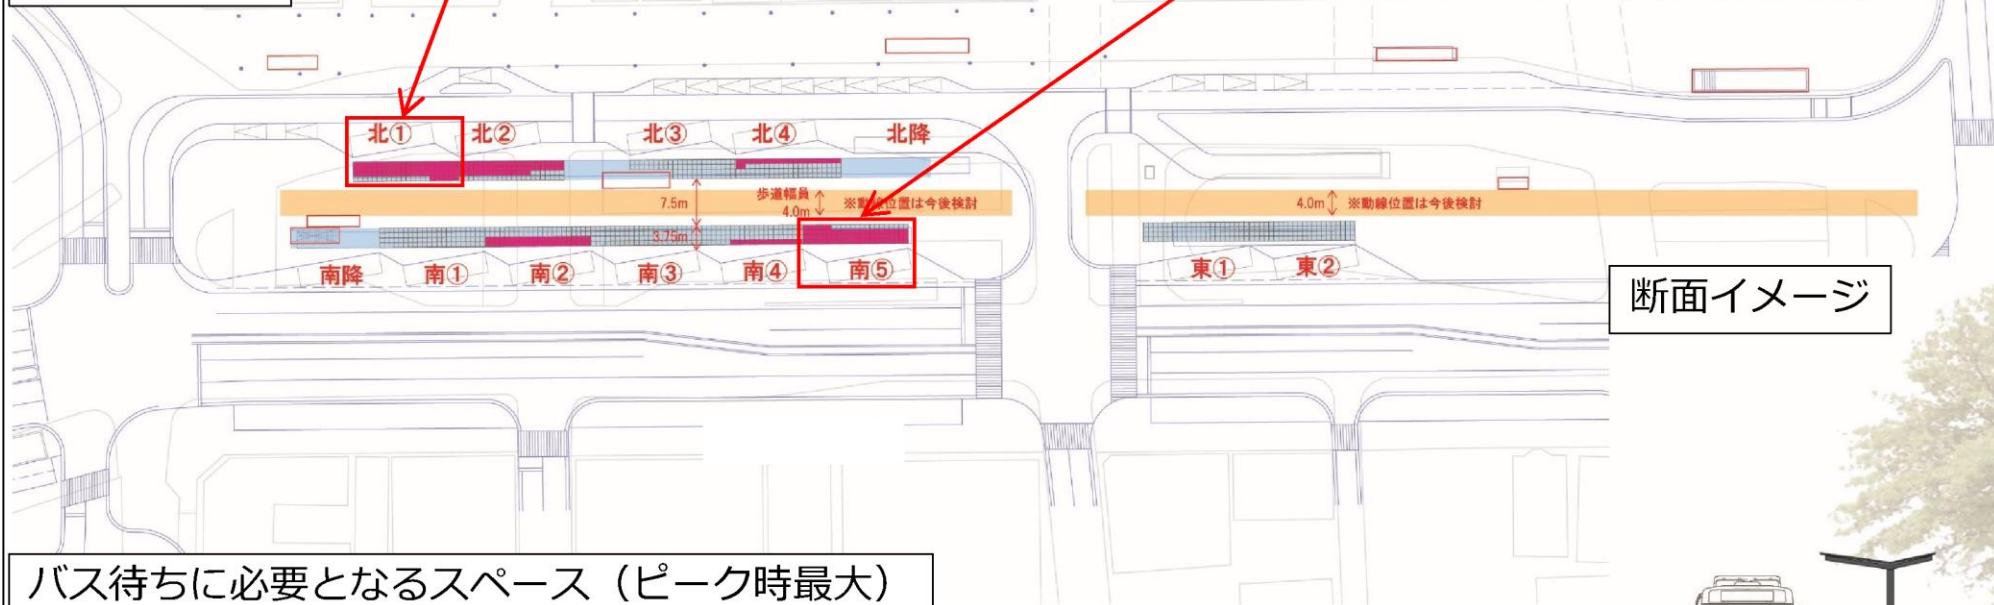 北① 北② 北③ 北④ 北降
歩道幅員
7.5m 4.0m ※動線位置は今後検討
4.0m ※動線位置は今後検討
3.75m
南降 南① 南② 南③ 南④ 南⑤ 東① 東②
断面イメージ
バス待ちに必要となるスペース（ピーク時最大）